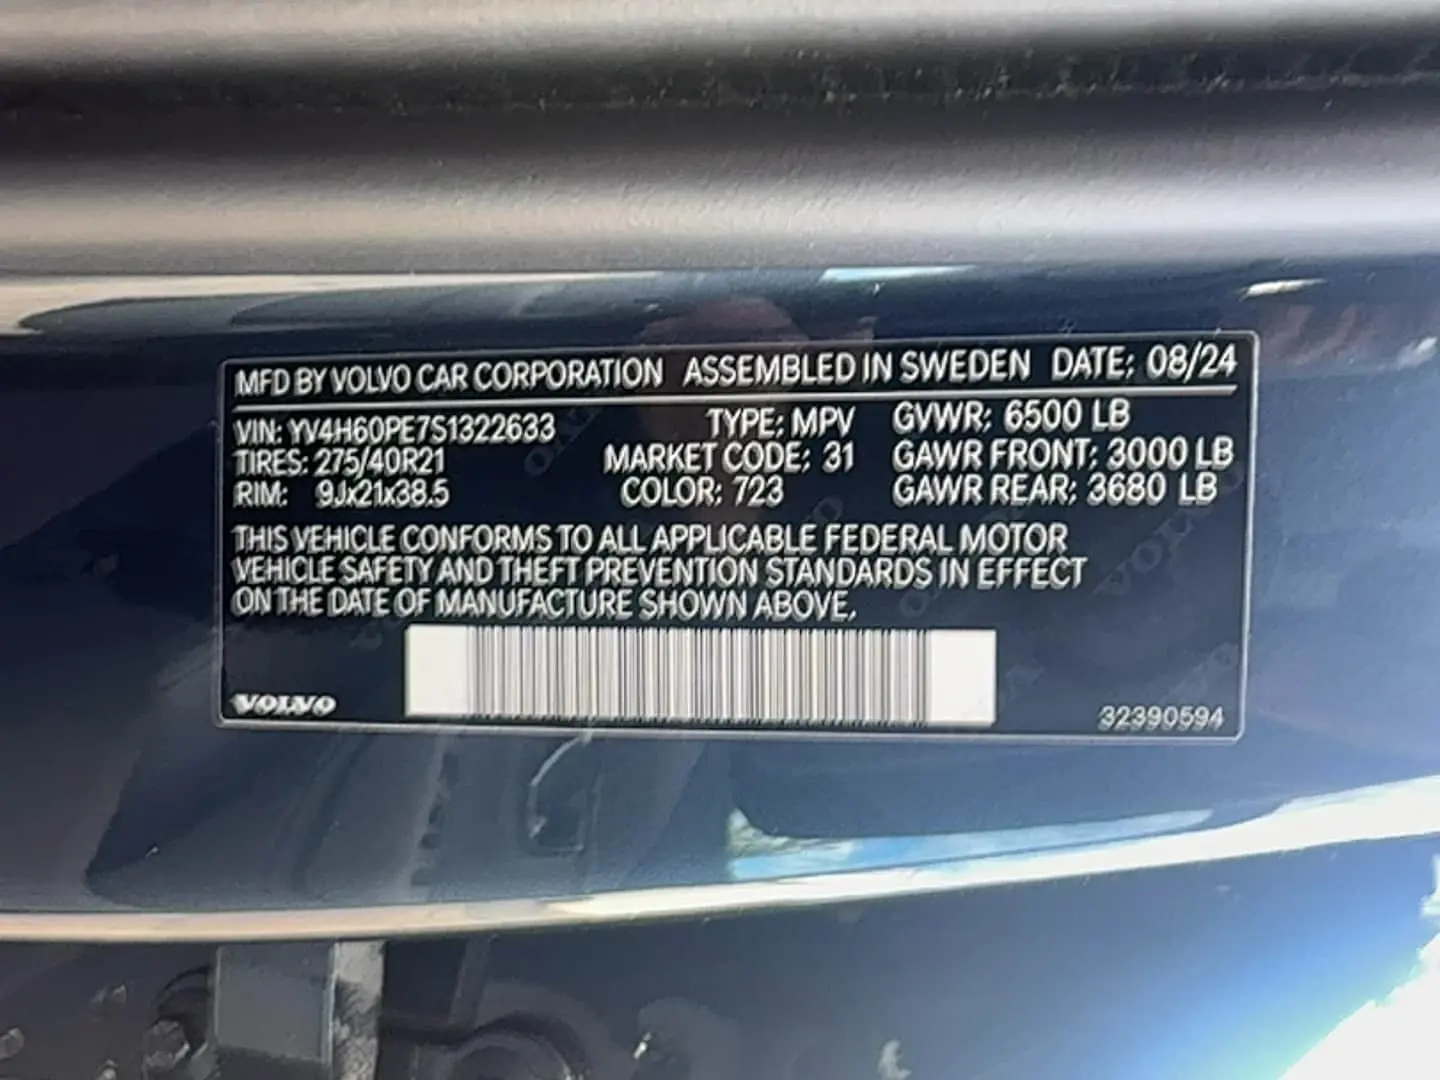 MFD BY VOLVO CAR CORPORATION ASSEMBLED IN SWEDEN DATE: 08/24
VIN: YV4H60PE7S1322633 TYPE: MPV GVWR: 6500 LB
TIRES: 275/40R21 MARKET CODE: 31 GAWR FRONT: 3000 LB
RIM: 9Jx21x38.5 COLOR: 723 GAWR REAR: 3680 LB
THIS VEHICLE CONFORMS TO ALL APPLICABLE FEDERAL MOTOR
VEHICLE SAFETY AND THEFT PREVENTION STANDARDS IN EFFECT
ON THE DATE OF MANUFACTURE SHOWN ABOVE.
VOLVO 32390594